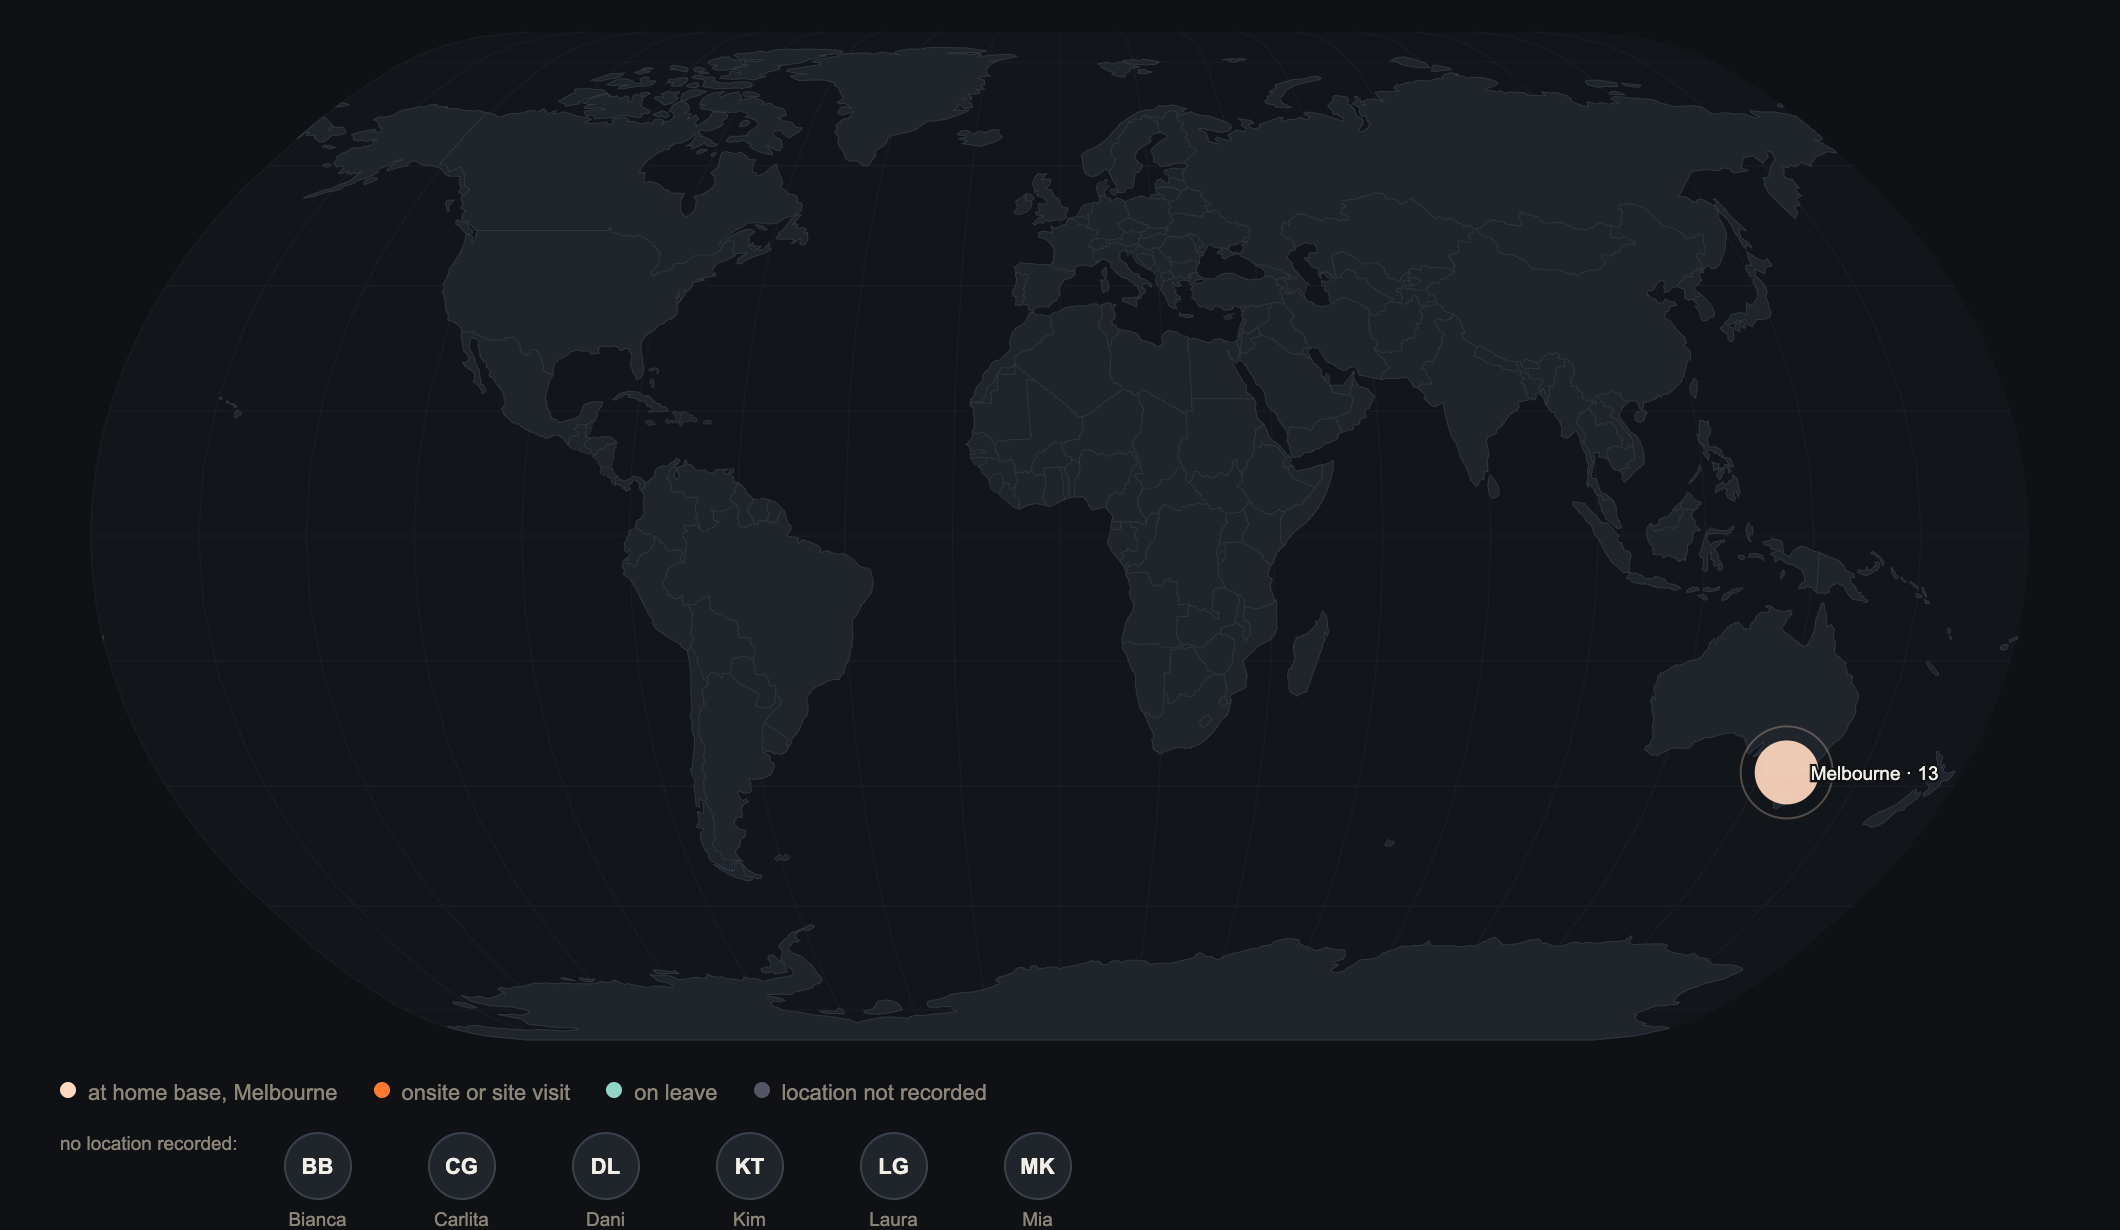 Melbourne · 13
at home base, Melbourne
onsite or site visit
on leave
location not recorded
no location recorded:
BB
CG
DL
KT
LG
MK
Bianca
Carlita
Dani
Kim
Laura
Mia